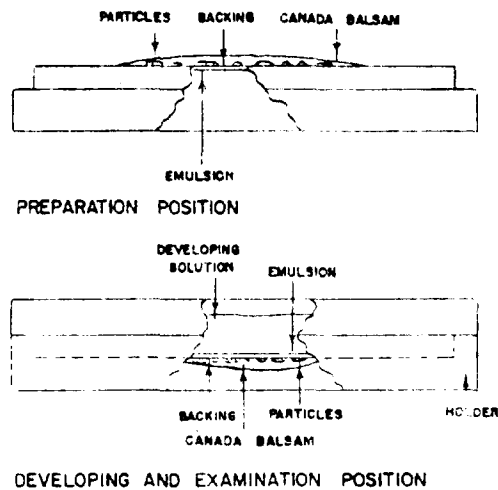 PARTICLES BACKING CANADA BALSAM
EMULSION
PREPARATION POSITION
DEVELOPING
SOLUTION
EMULSION
BACKING PARTICLES
HOLDER
CANADA BALSAM
DEVELOPING AND EXAMINATION POSITION